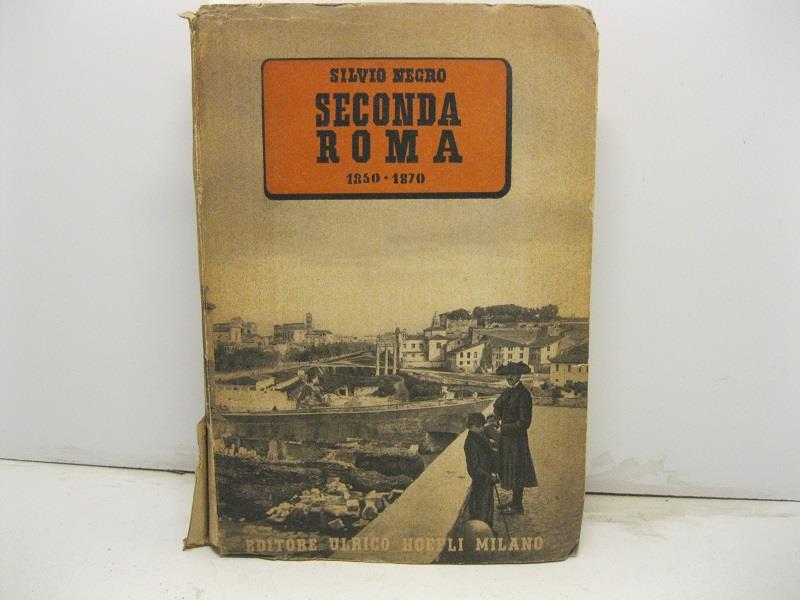 SILVIO NEGRO
SECONDA
ROMA
1850 • 1870
EDITORE ULRICO HOEPLI MILANO